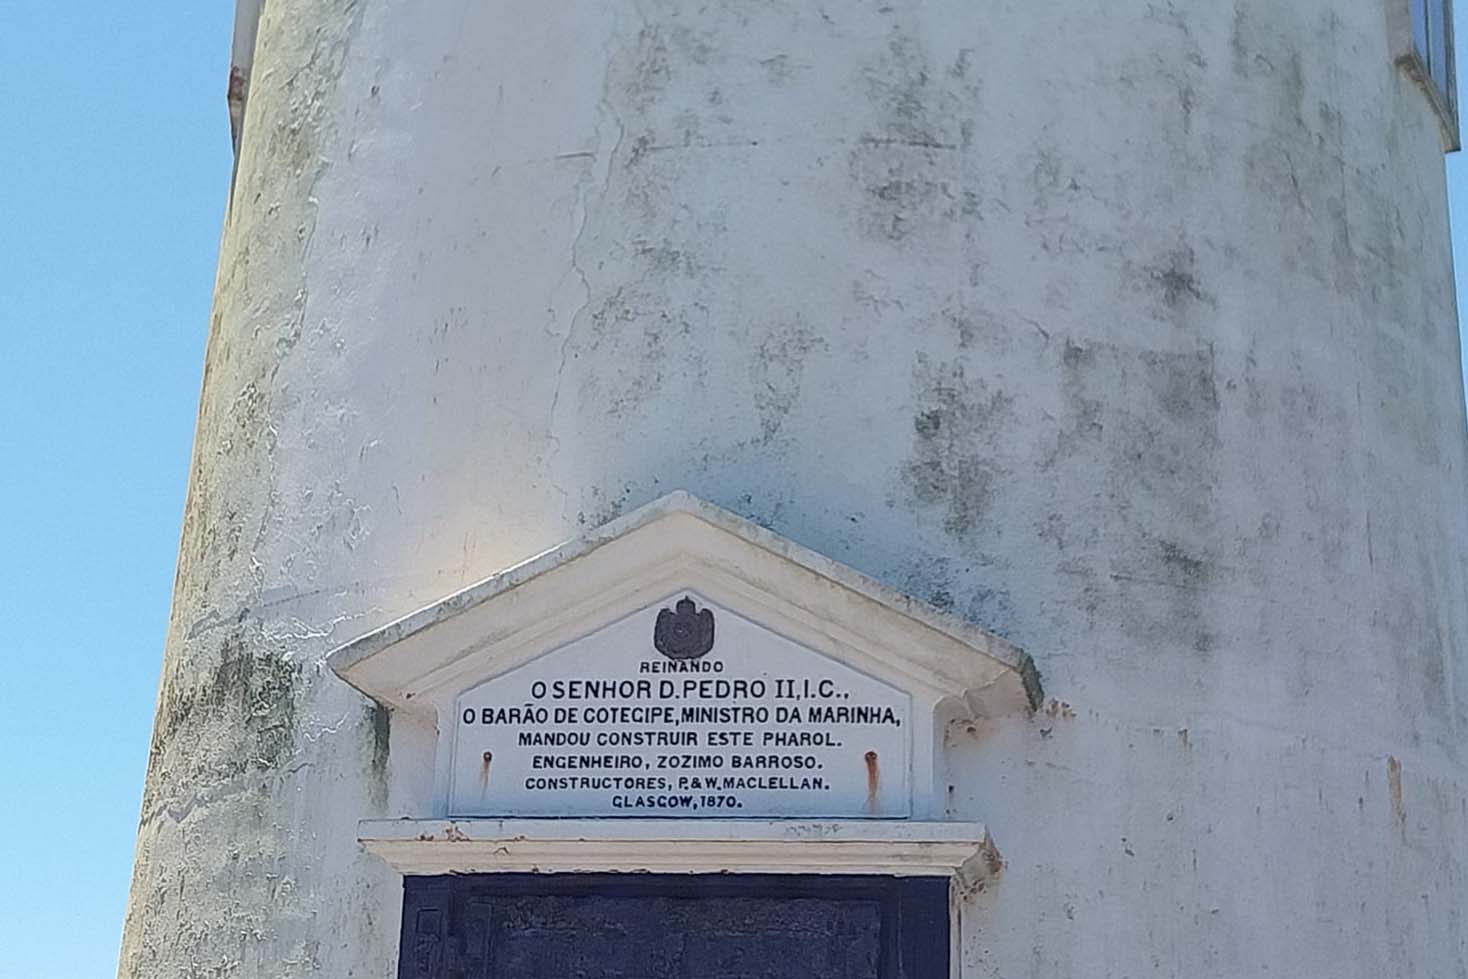 REINANDO
O SENHOR D. PEDRO II, I.C.,
O BARÃO DE COTEGIPE, MINISTRO DA MARINHA,
MANDOU CONSTRUIR ESTE PHAROL.
ENGENHEIRO, ZOZIMO BARROSO.
CONSTRUCTORES, P. & W. MACLELLAN.
GLASGOW, 1870.